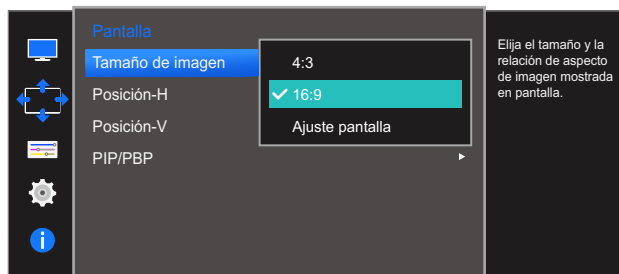 Pantalla
Tamaño de imagen
4:3
Posición-H
16:9
Posición-V
Ajuste pantalla
PIP/PBP
Elija el tamaño y la
relación de aspecto
de imagen mostrada
en pantalla.